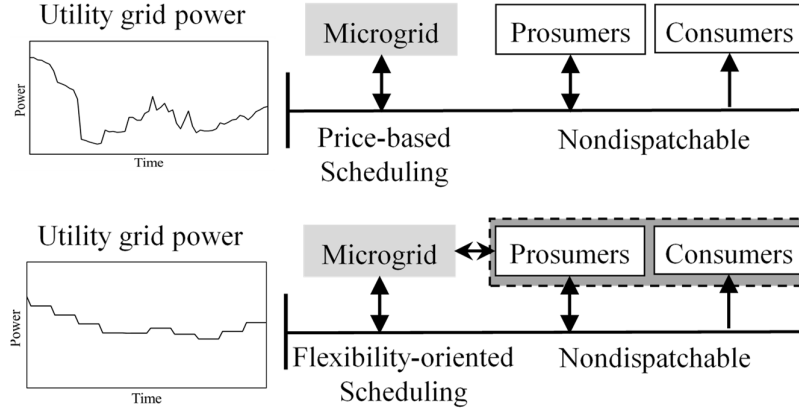 Utility grid power
Power
Time
Microgrid
Prosumers
Consumers
Price-based
Scheduling
Nondispatchable
Utility grid power
Power
Time
Microgrid
Prosumers
Consumers
Flexibility-oriented
Scheduling
Nondispatchable